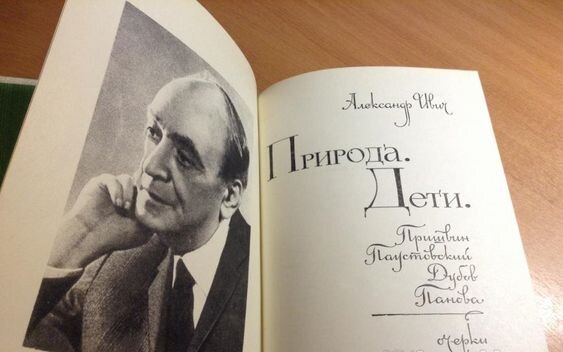 Александр Ивич
Природа.
Дети.
Пришвин
Паустовский
Дубов
Панова
очерки